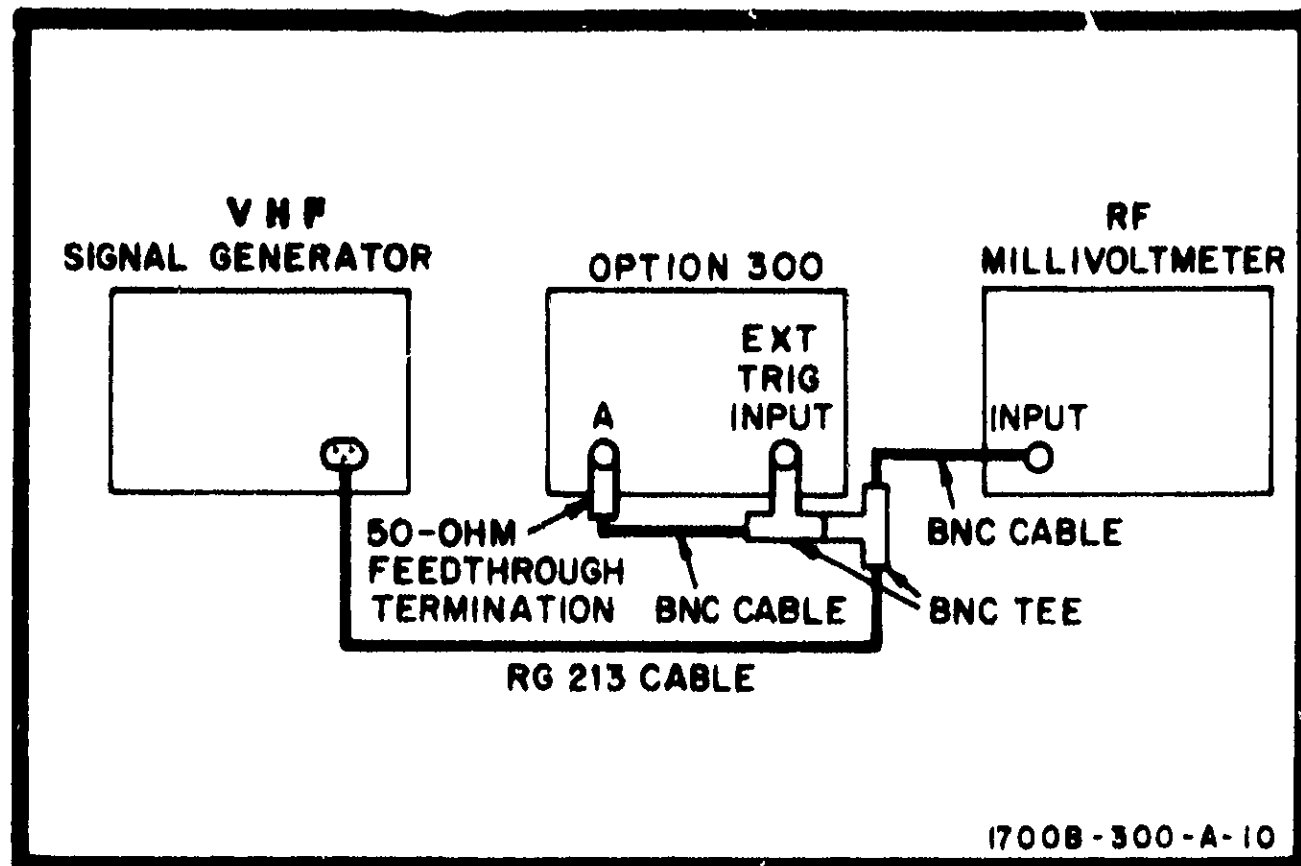 VHF
SIGNAL GENERATOR
OPTION 300
RF
MILLIVOLTMETER
EXT
TRIG
INPUT
A
INPUT
50-OHM
FEEDTHROUGH
TERMINATION
BNC CABLE
BNC CABLE
BNC TEE
RG 213 CABLE
1700B-300-A-10